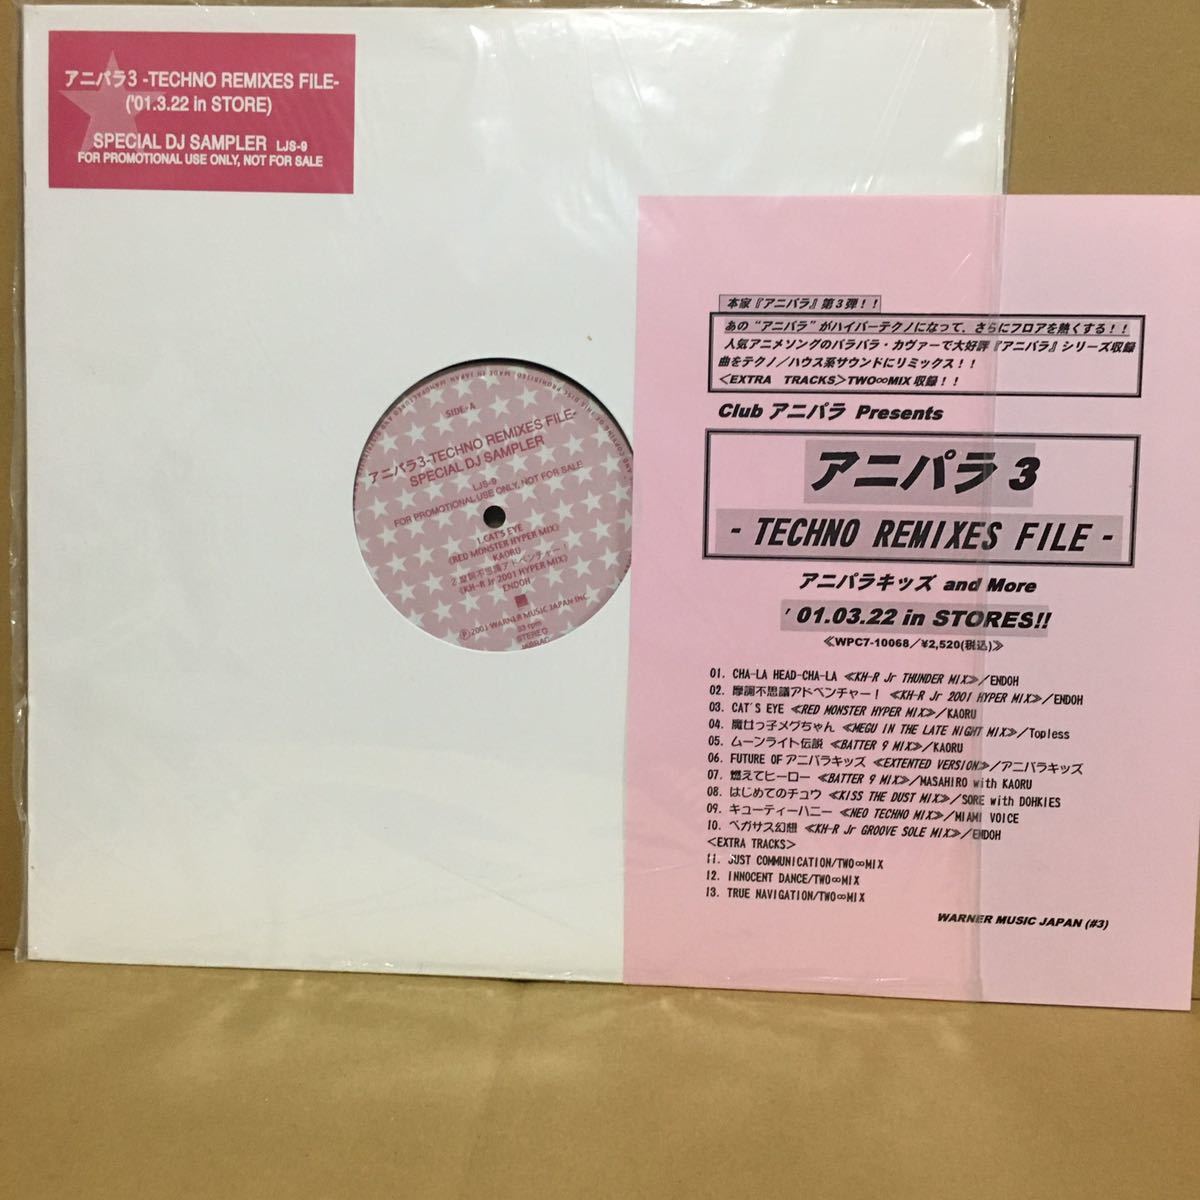 アニパラ3 -TECHNO REMIXES FILE-
('01.3.22 in STORE)
SPECIAL DJ SAMPLER LJS-9
FOR PROMOTIONAL USE ONLY, NOT FOR SALE
SIDE-A
アニパラ3-TECHNO REMIXES FILE-
SPECIAL DJ SAMPLER
LJS-9
FOR PROMOTIONAL USE ONLY, NOT FOR SALE
1.CAT'S EYE
《RED MONSTER HYPER MIX》
KAORU
2.摩訶不思議アドベンチャー!
《KH-R Jr 2001 HYPER MIX》
ENDOH
Ⓟ2001 WARNER MUSIC JAPAN INC.
33 rpm
STEREO
本家『アニパラ』第3弾!!
あの“アニパラ”がハイパーテクノになって、さらにフロアを熱くする!!
人気アニメソングのパラパラ・カヴァーで大好評『アニパラ』シリーズ収録
曲をテクノ/ハウス系サウンドにリミックス!!
<EXTRA TRACKS>TWO∞MIX 収録!!
Club アニパラ Presents
アニパラ 3
- TECHNO REMIXES FILE -
アニパラキッズ and More
'01.03.22 in STORES!!
≪WPC7-10068/¥2,520(税込)≫
01. CHA-LA HEAD-CHA-LA ≪KH-R Jr THUNDER MIX≫/ENDOH
02. 摩訶不思議アドベンチャー! ≪KH-R Jr 2001 HYPER MIX≫/ENDOH
03. CAT'S EYE ≪RED MONSTER HYPER MIX≫/KAORU
04. 魔女っ子メグちゃん ≪MEGU IN THE LATE NIGHT MIX≫/Topless
05. ムーンライト伝説 ≪BATTER 9 MIX≫/KAORU
06. FUTURE OF アニパラキッズ ≪EXTENTED VERSION≫/アニパラキッズ
07. 燃えてヒーロー ≪BATTER 9 MIX≫/MASAHIRO with KAORU
08. はじめてのチュウ ≪KISS THE DUST MIX≫/SORE with DOHKIES
09. キューティーハニー ≪NEO TECHNO MIX≫/MIAMI VOICE
10. ペガサス幻想 ≪KH-R Jr GROOVE SOLE MIX≫/ENDOH
<EXTRA TRACKS>
11. JUST COMMUNICATION/TWO∞MIX
12. INNOCENT DANCE/TWO∞MIX
13. TRUE NAVIGATION/TWO∞MIX
WARNER MUSIC JAPAN (#3)